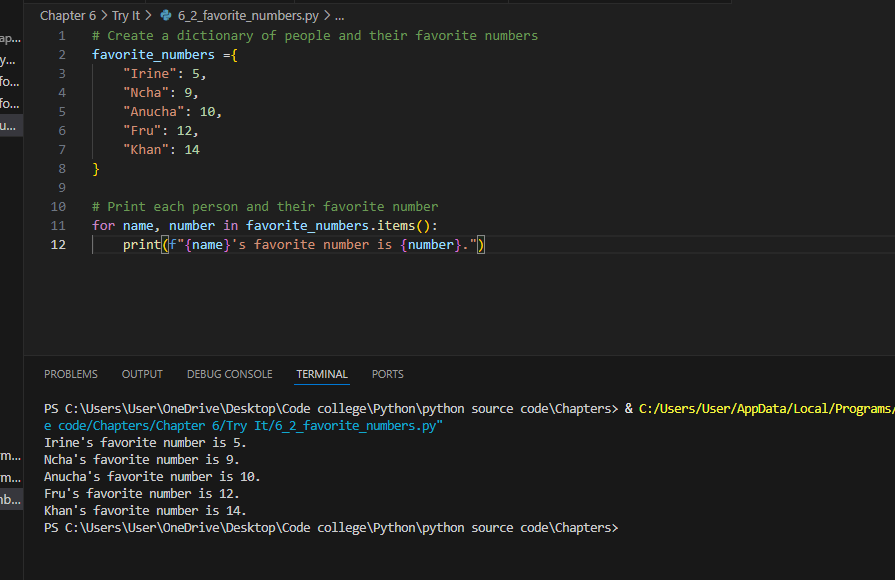 Chapter 6 > Try It > 6_2_favorite_numbers.py > ...
ap...
y...
fo...
fo...
u...
1 # Create a dictionary of people and their favorite numbers
2 favorite_numbers ={
3 "Irine": 5,
4 "Ncha": 9,
5 "Anucha": 10,
6 "Fru": 12,
7 "Khan": 14
8 }
9
10 # Print each person and their favorite number
11 for name, number in favorite_numbers.items():
12 print(f"{name}'s favorite number is {number}.")
PROBLEMS OUTPUT DEBUG CONSOLE TERMINAL PORTS
PS C:\Users\User\OneDrive\Desktop\Code college\Python\python source code\Chapters> & C:/Users/User/AppData/Local/Programs/
e code/Chapters/Chapter 6/Try It/6_2_favorite_numbers.py"
Irine's favorite number is 5.
Ncha's favorite number is 9.
Anucha's favorite number is 10.
Fru's favorite number is 12.
Khan's favorite number is 14.
PS C:\Users\User\OneDrive\Desktop\Code college\Python\python source code\Chapters>
rm...
rm...
nb...